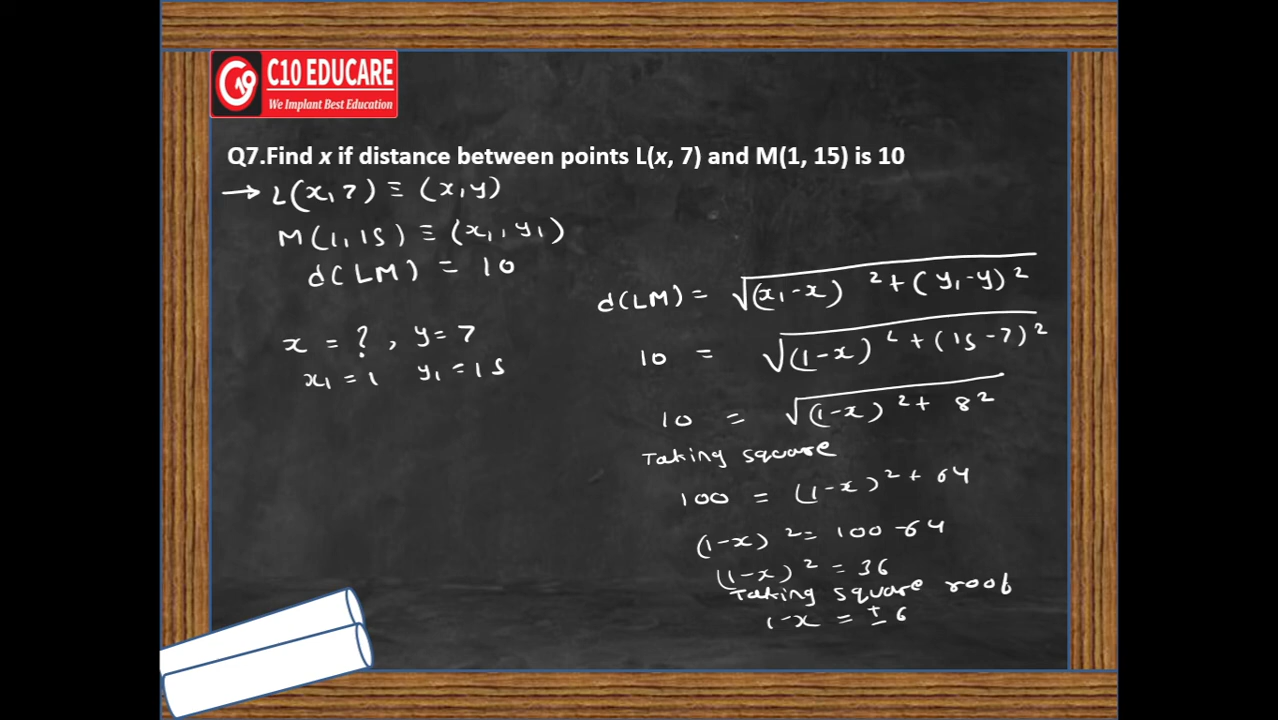 C10 EDUCARE
We Implant Best Education
Q7.Find x if distance between points L(x, 7) and M(1, 15) is 10
→ L(x, 7) ≡ (x, y)
M(1, 15) ≡ (x₁, y₁)
d(LM) = 10
x = ?, y = 7
x₁ = 1 y₁ = 15
d(LM) = √(x₁-x)² + (y₁-y)²
10 = √(1-x)² + (15-7)²
10 = √(1-x)² + 8²
Taking square
100 = (1-x)² + 64
(1-x)² = 100-64
(1-x)² = 36
Taking square root
1-x = ±6